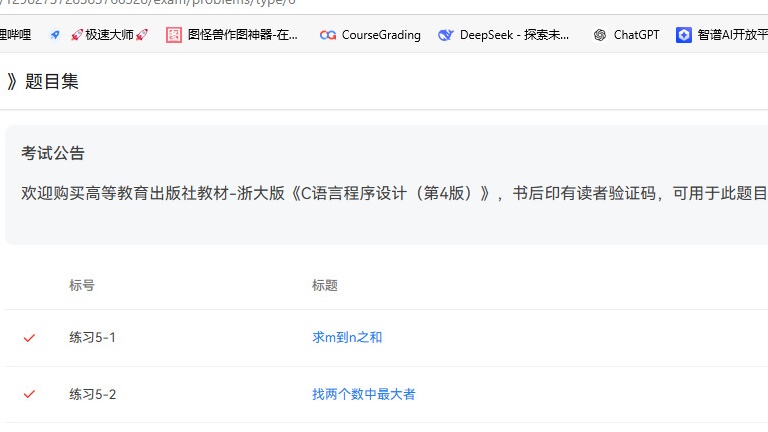 /1296273726565766528/exam/problems/type/6
哩哔哩 🚀极速大师🚀 图怪兽作图神器-在... CourseGrading DeepSeek - 探索未... ChatGPT 智谱AI开放平
》题目集
考试公告
欢迎购买高等教育出版社教材-浙大版《C语言程序设计（第4版）》，书后印有读者验证码，可用于此题目
标号 标题
练习5-1 求m到n之和
练习5-2 找两个数中最大者